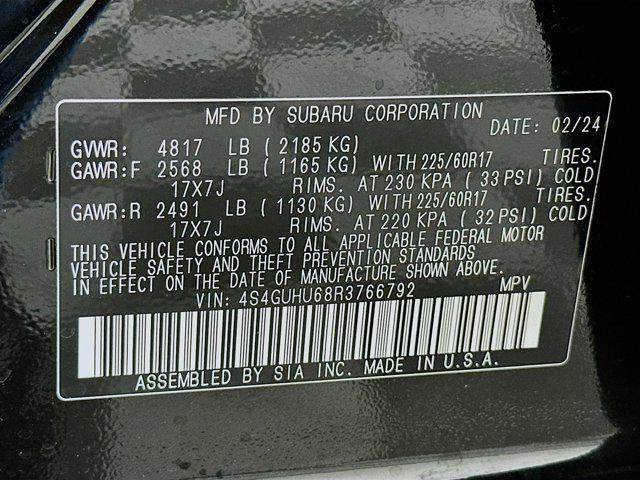 MFD BY SUBARU CORPORATION
DATE: 02/24
GVWR: 4817 LB ( 2185 KG)
GAWR:F 2568 LB ( 1165 KG) WITH 225/60R17 TIRES.
17X7J RIMS. AT 230 KPA ( 33 PSI) COLD
GAWR:R 2491 LB ( 1130 KG) WITH 225/60R17 TIRES.
17X7J RIMS. AT 220 KPA ( 32 PSI) COLD
THIS VEHICLE CONFORMS TO ALL APPLICABLE FEDERAL MOTOR
VEHICLE SAFETY AND THEFT PREVENTION STANDARDS
IN EFFECT ON THE DATE OF MANUFACTURE SHOWN ABOVE.
VIN: 4S4GUHU68R3766792 MPV
ASSEMBLED BY SIA INC. MADE IN U.S.A.